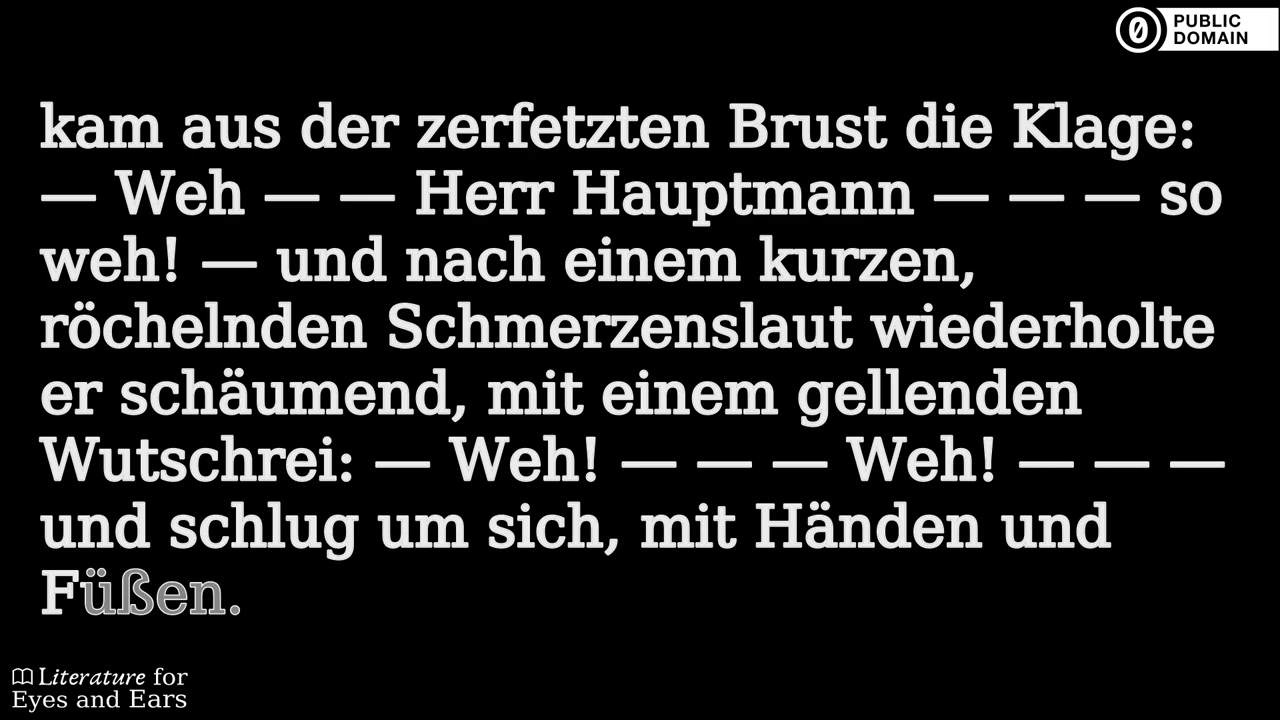 PUBLIC
DOMAIN
kam aus der zerfetzten Brust die Klage:
— Weh — — Herr Hauptmann — — — so
weh! — und nach einem kurzen,
röchelnden Schmerzenslaut wiederholte
er schäumend, mit einem gellenden
Wutschrei: — Weh! — — — Weh! — — —
und schlug um sich, mit Händen und
Füßen.
Literature for
Eyes and Ears